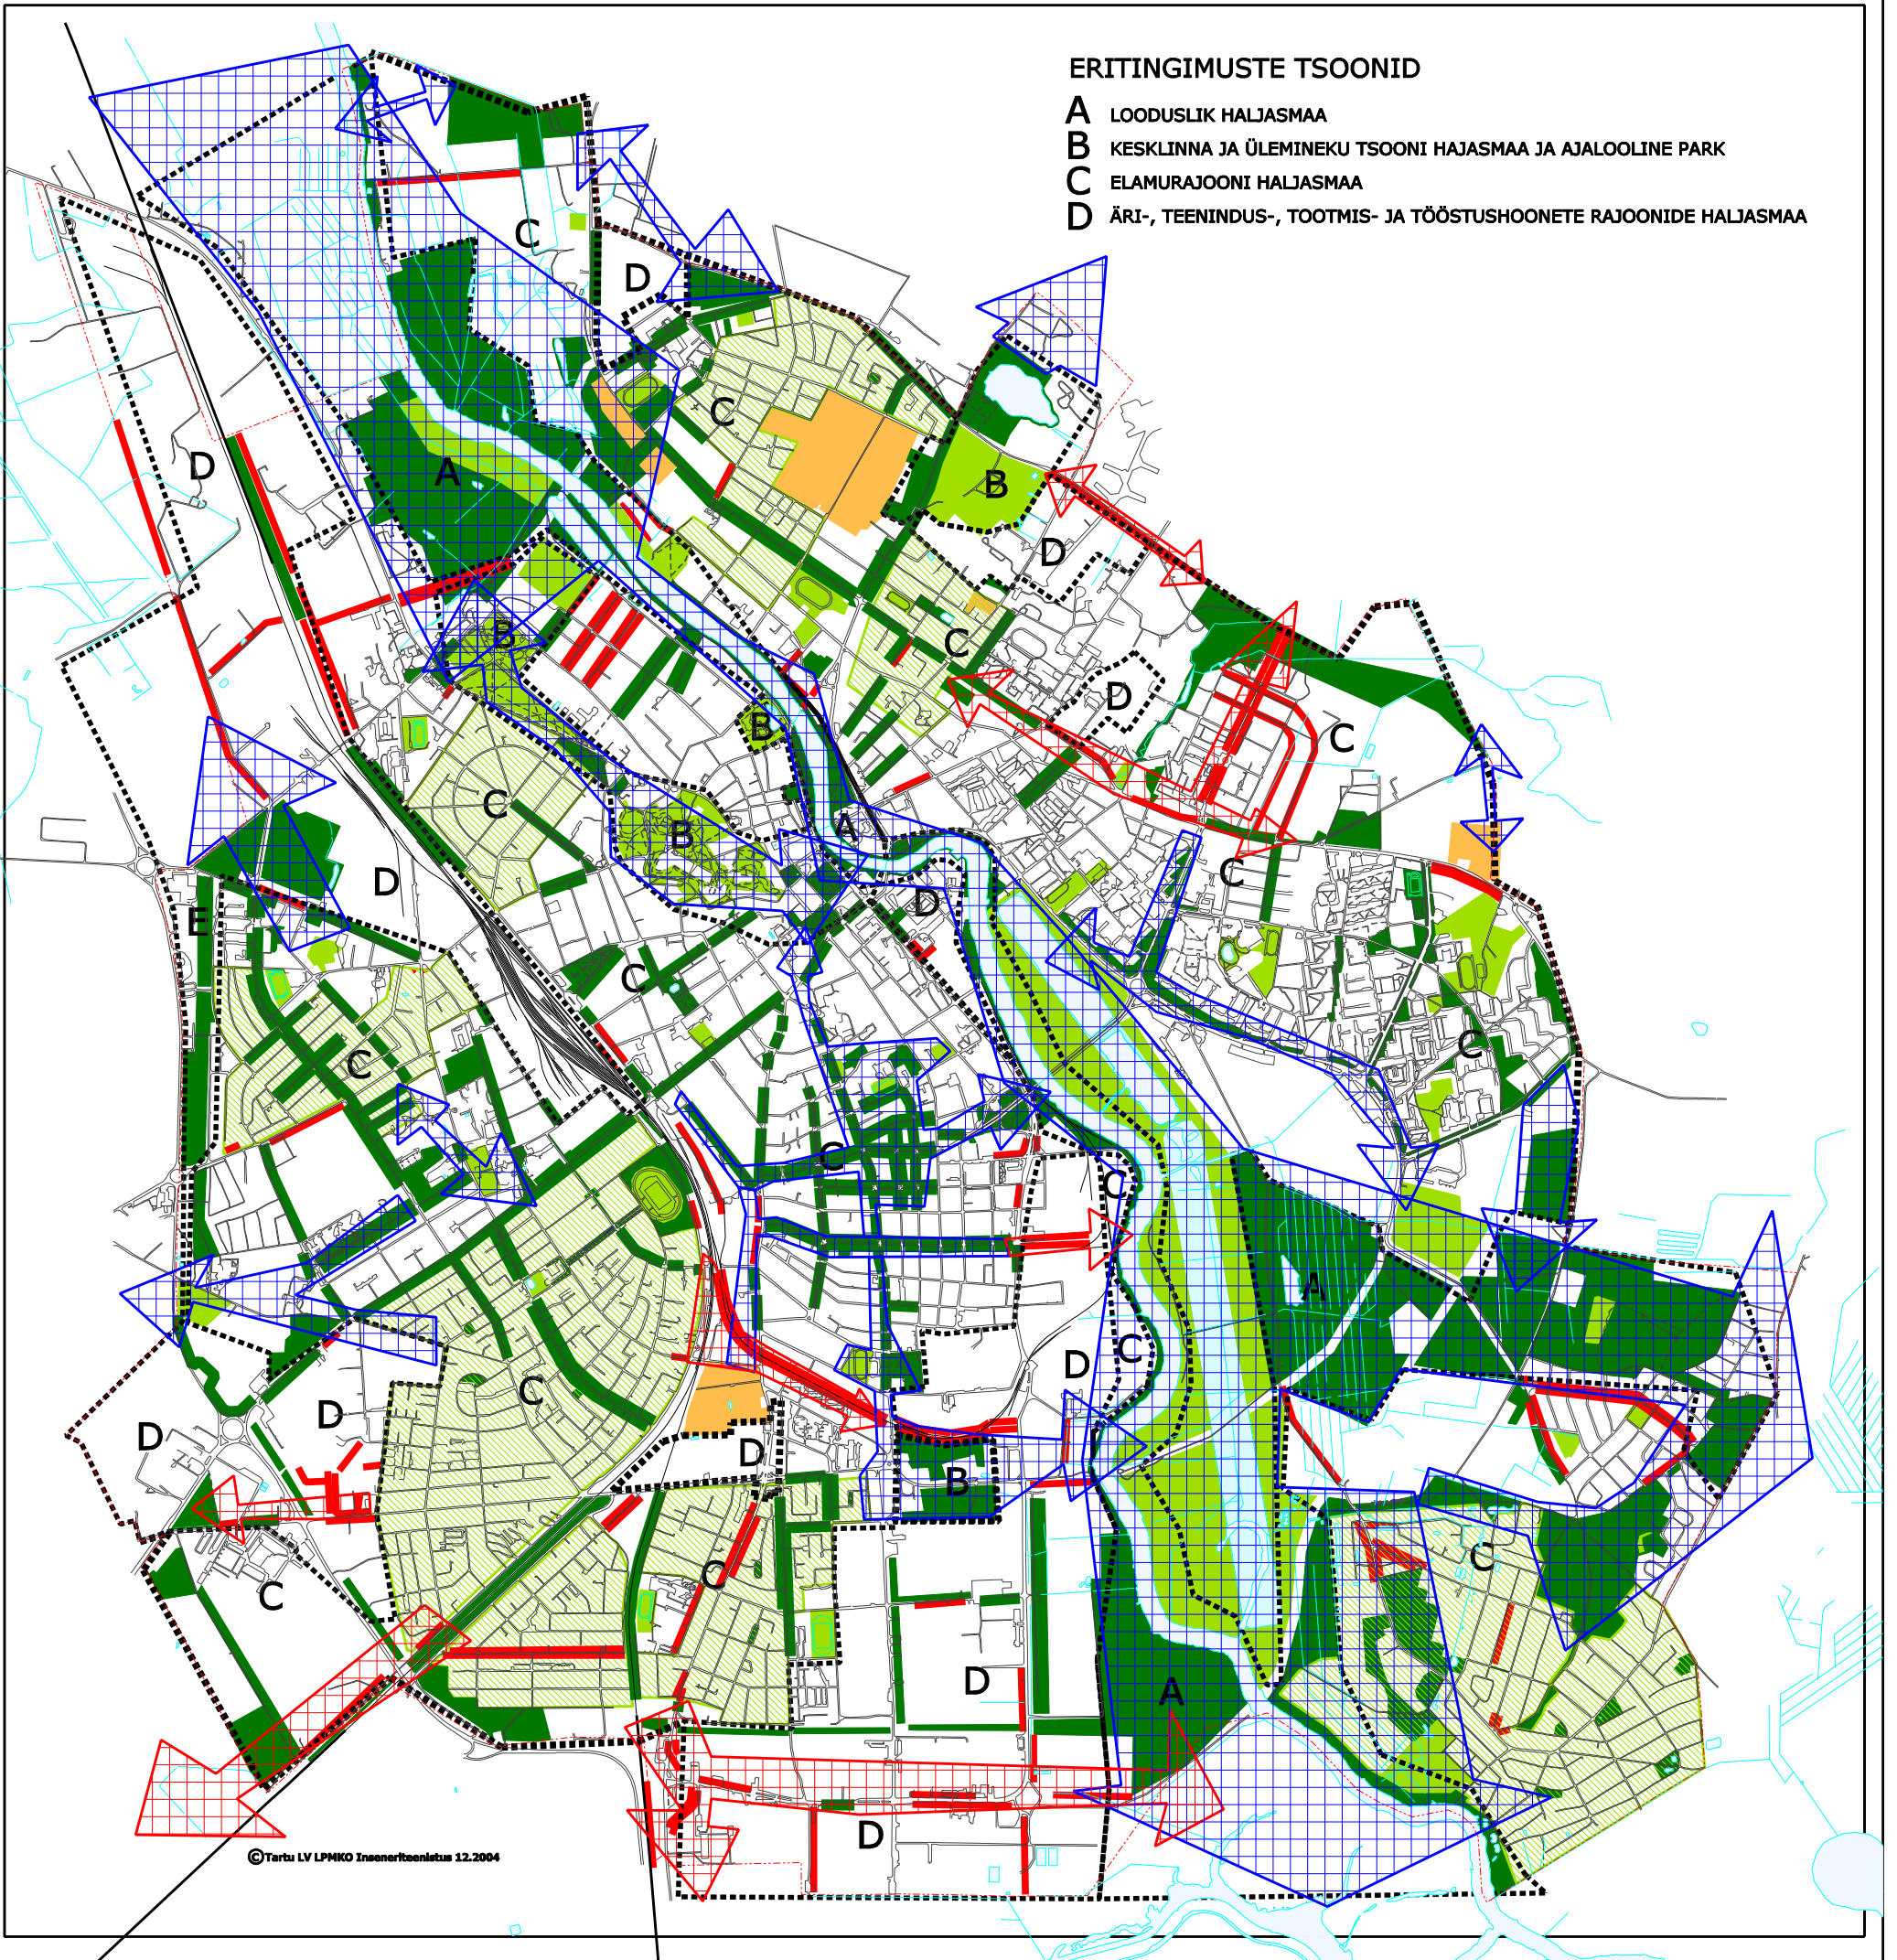 ERITINGIMUSTE TSOONID
A LOODUSLIK HALJASMAA
B KESKLINNA JA ÜLEMINEKU TSOONI HAJASMAA JA AJALOOLINE PARK
C ELAMURAJOONI HALJASMAA
D ÄRI-, TEENINDUS-, TOOTMIS- JA TÖÖSTUSHOONETE RAJOONIDE HALJASMAA
C
D
C
D
A
B
D
B
C
D
B
C
C
B
A
D
C
E
D
C
C
C
C
C
A
C
D
C
D
D
D
B
C
C
C
D
A
D
©Tartu LV LPMKO Inseneriteenistus 12.2004